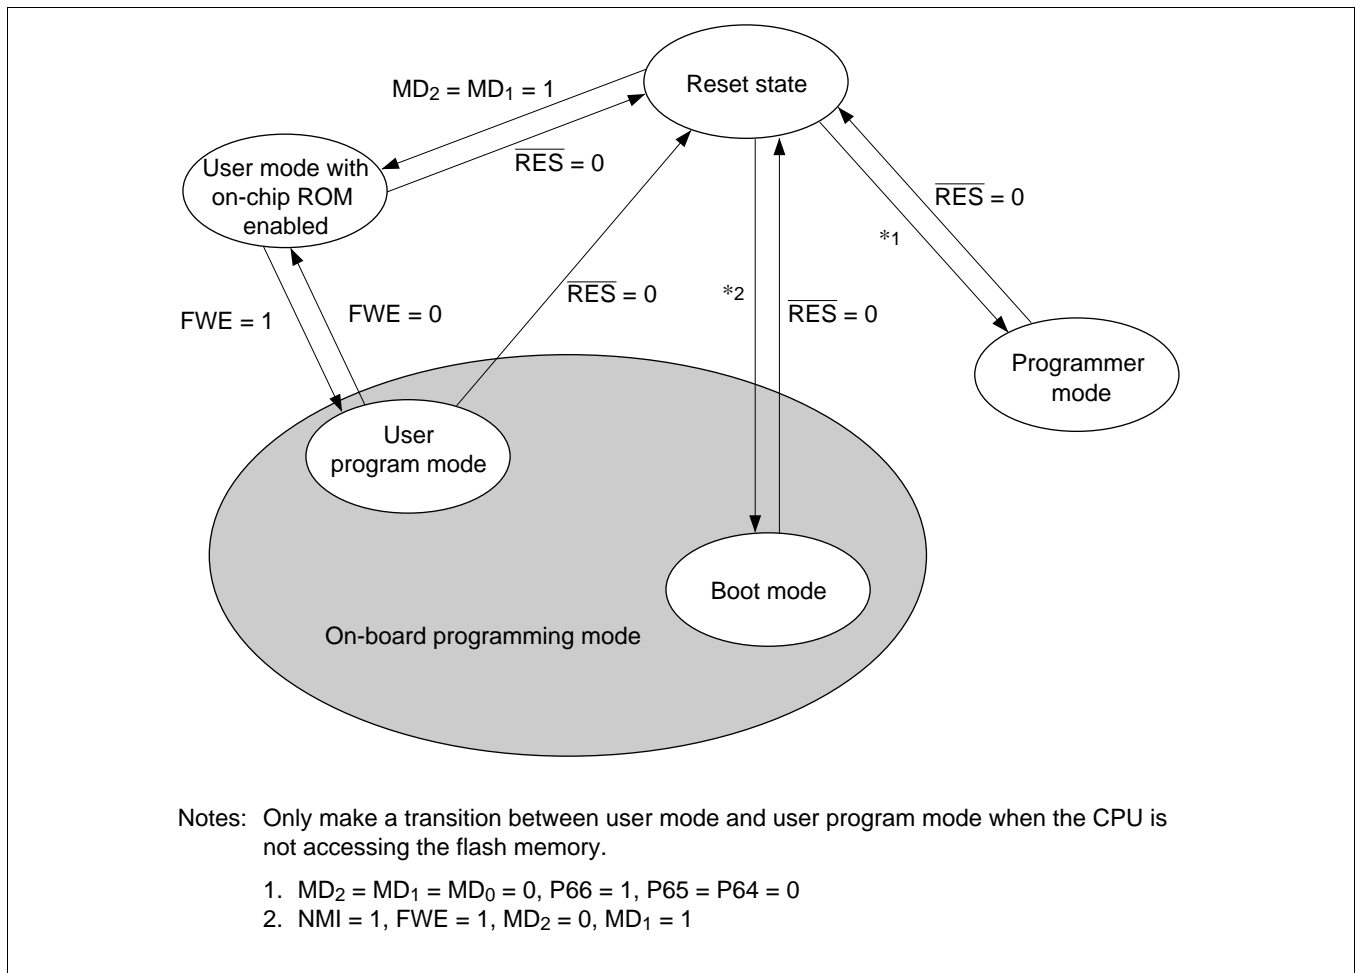 Reset state
MD2 = MD1 = 1
RES = 0
User mode with
on-chip ROM
enabled
RES = 0
*1
RES = 0
*2
RES = 0
FWE = 1
FWE = 0
Programmer
mode
User
program mode
Boot mode
On-board programming mode
Notes: Only make a transition between user mode and user program mode when the CPU is
not accessing the flash memory.
1. MD2 = MD1 = MD0 = 0, P66 = 1, P65 = P64 = 0
2. NMI = 1, FWE = 1, MD2 = 0, MD1 = 1